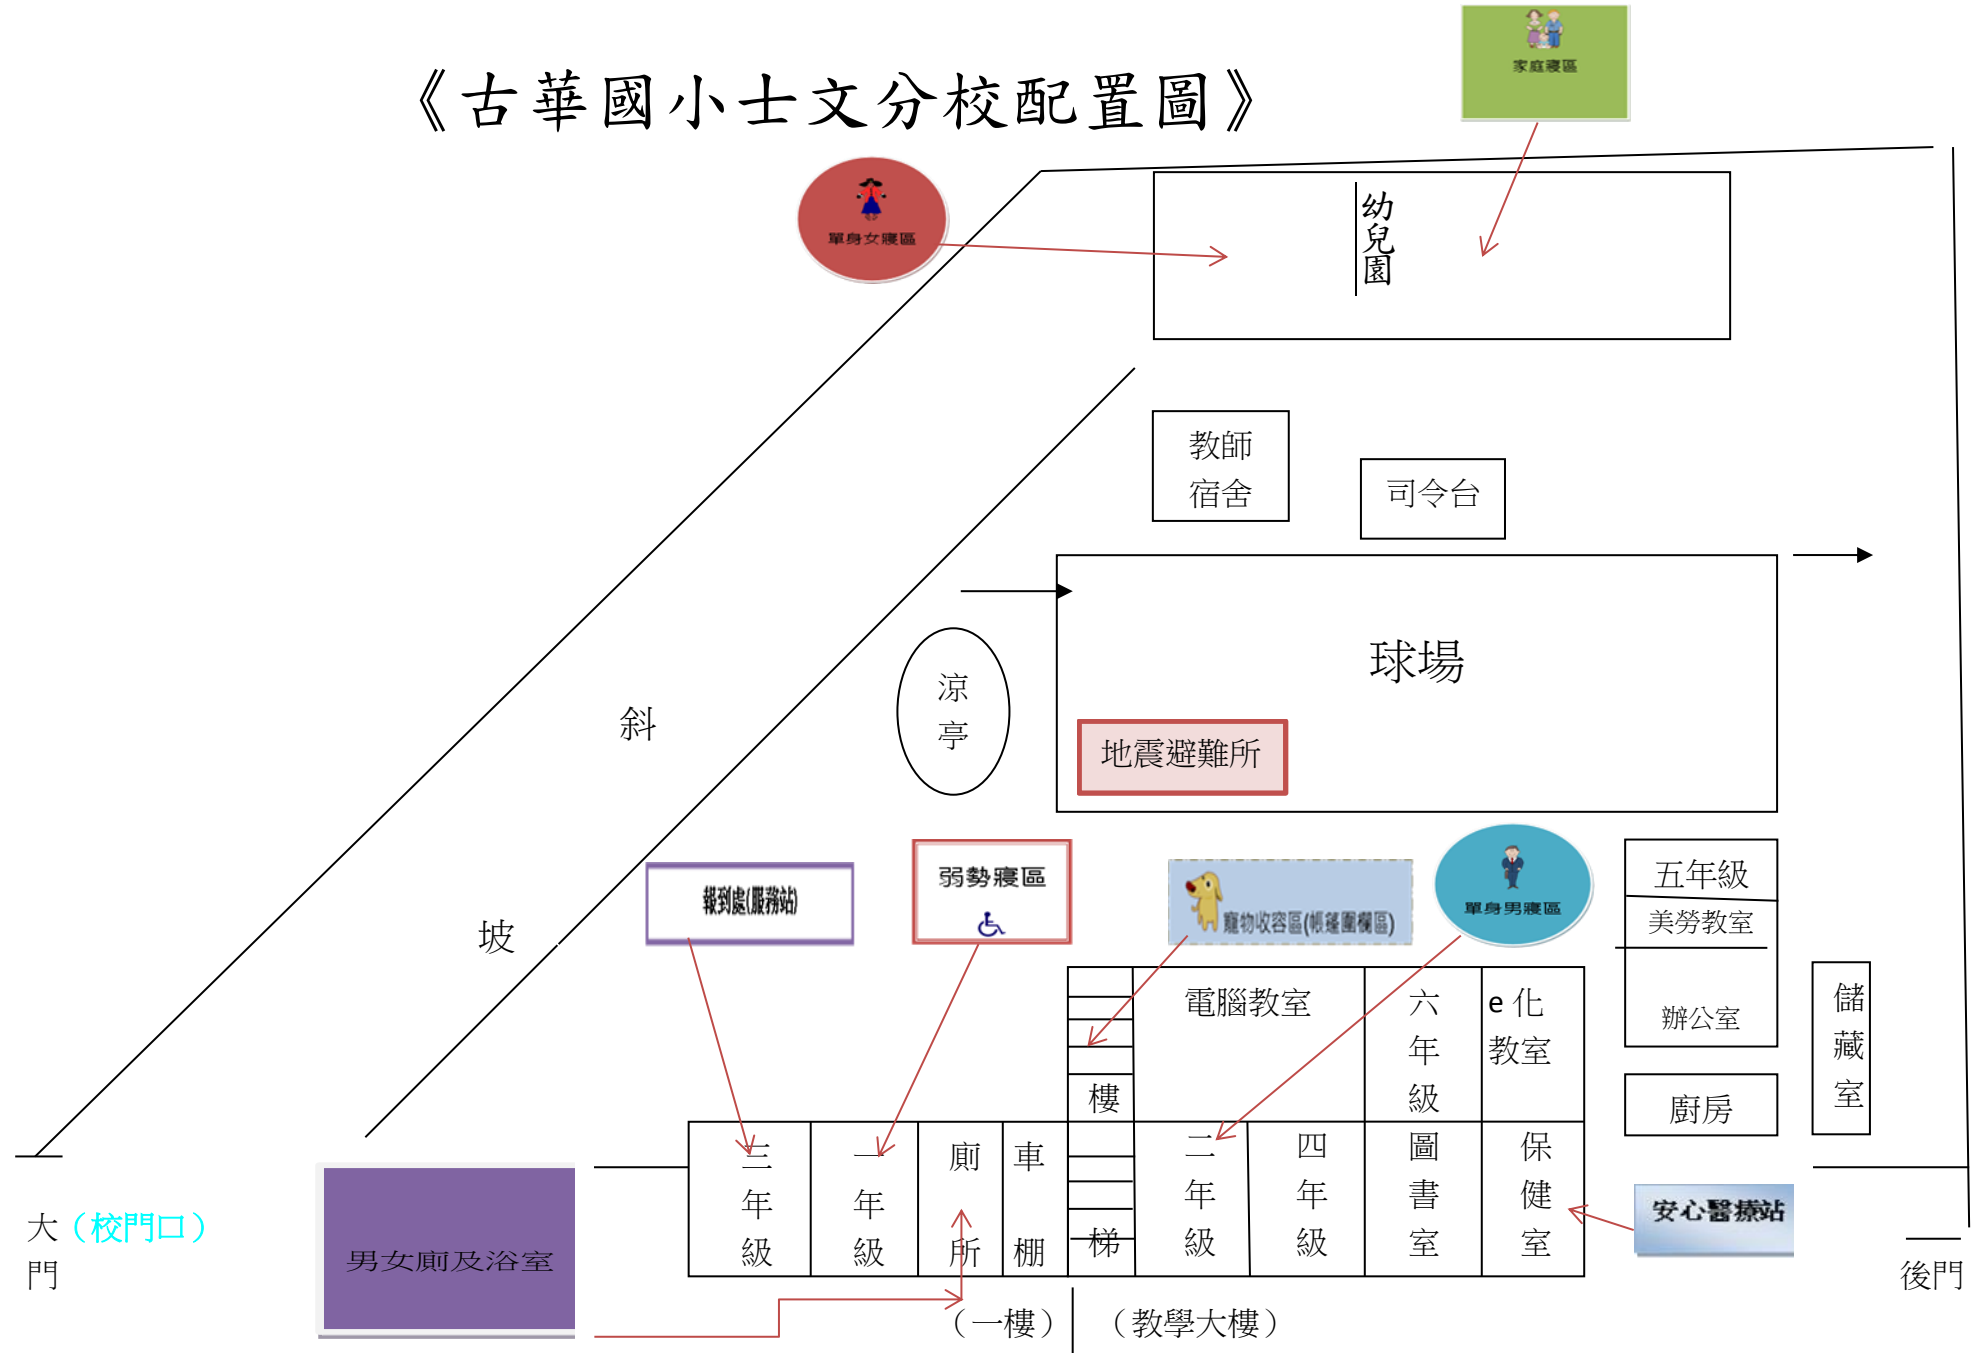 《古華國小士文分校配置圖》
家庭寢區
單身女寢區
幼兒園
教師
宿舍
司令台
球場
涼
亭
地震避難所
斜
坡
報到處(服務站)
弱勢寢區
寵物收容區(帳篷圍欄區)
單身男寢區
五年級
美勞教室
辦公室
儲藏室
廚房
電腦教室
六年級
e化
教室
樓
梯
三年級
一年級
廁所
車棚
二年級
四年級
圖書室
保健室
安心醫療站
大（校門口）
門
男女廁及浴室
後門
（一樓）
（教學大樓）